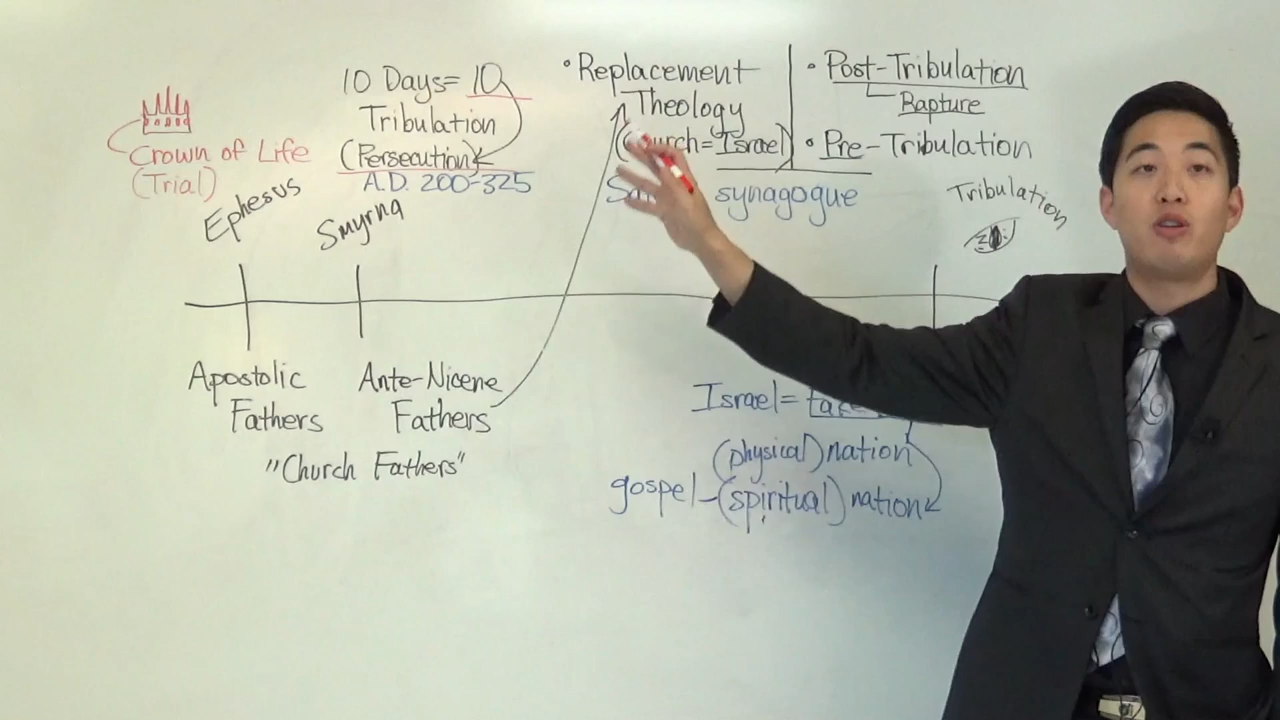 10 Days= 10
Tribulation
(Persecution)
A.D. 200-325
Crown of Life
(Trial)
Ephesus
Smyrna
• Replacement
Theology
=Israel)
synagogue
• Post-Tribulation
Rapture
• Pre-Tribulation
Tribulation
Apostolic
Fathers
Ante-Nicene
Fathers
"Church Fathers"
Israel=
(physical) nation
gospel-(spiritual) nation